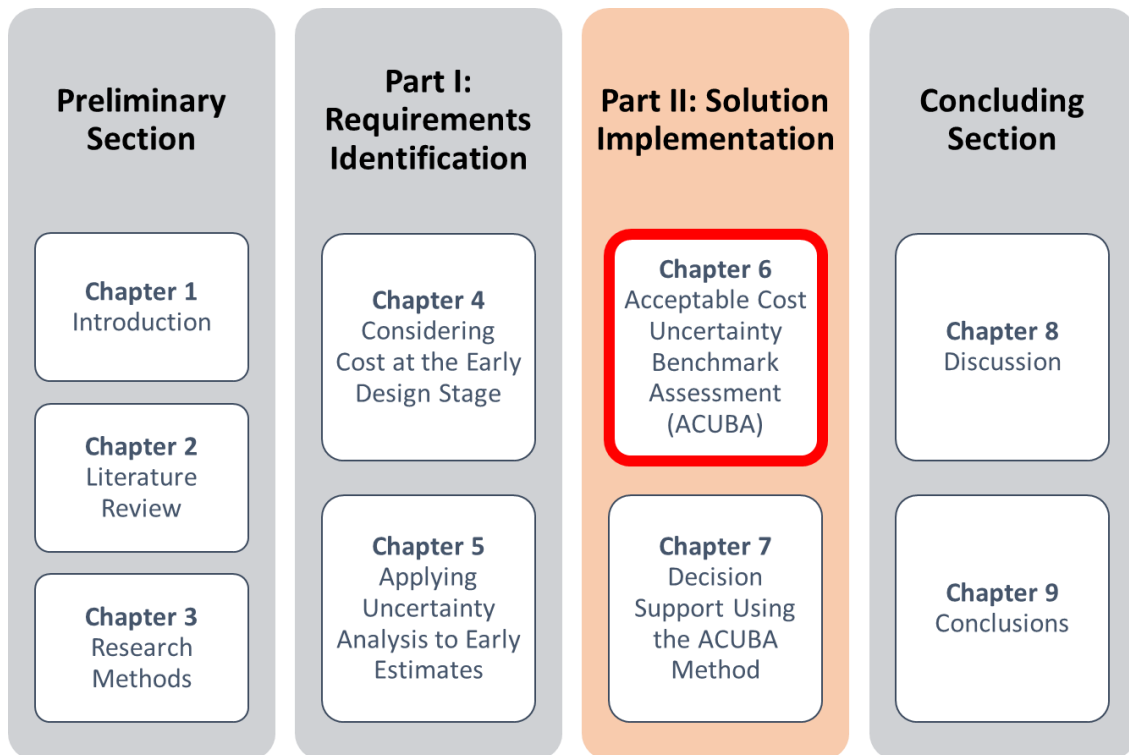 Preliminary
Section
Chapter 1
Introduction
Chapter 2
Literature
Review
Chapter 3
Research
Methods
Part I:
Requirements
Identification
Chapter 4
Considering
Cost at the Early
Design Stage
Chapter 5
Applying
Uncertainty
Analysis to Early
Estimates
Part II: Solution
Implementation
Chapter 6
Acceptable Cost
Uncertainty
Benchmark
Assessment
(ACUBA)
Chapter 7
Decision
Support Using
the ACUBA
Method
Concluding
Section
Chapter 8
Discussion
Chapter 9
Conclusions